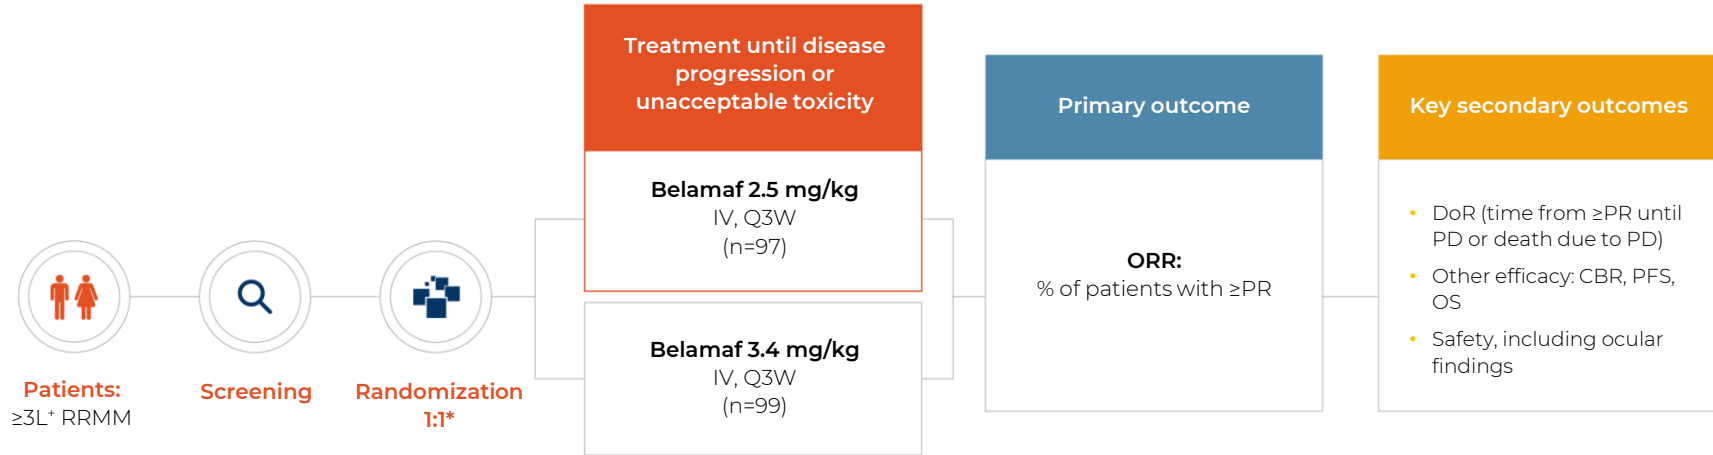 Patients:
≥3L⁺ RRMM
Screening
Randomization
1:1*
Treatment until disease
progression or
unacceptable toxicity
Belamaf 2.5 mg/kg
IV, Q3W
(n=97)
Belamaf 3.4 mg/kg
IV, Q3W
(n=99)
Primary outcome
ORR:
% of patients with ≥PR
Key secondary outcomes
• DoR (time from ≥PR until
PD or death due to PD)
• Other efficacy: CBR, PFS,
OS
• Safety, including ocular
findings